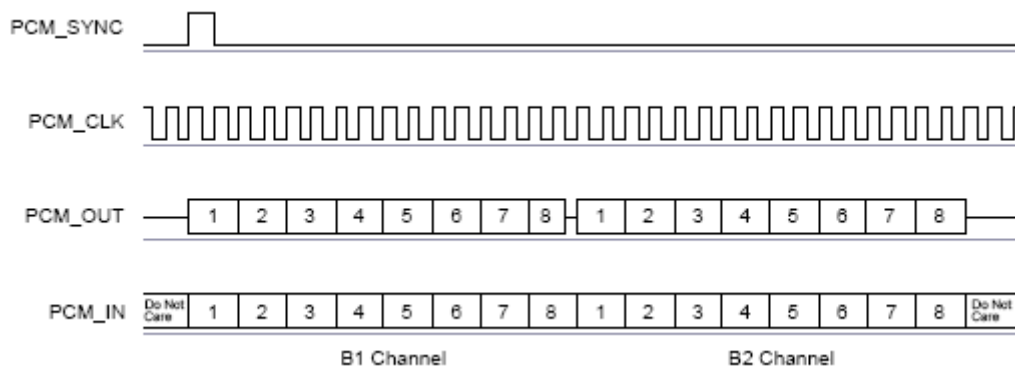 PCM_SYNC
PCM_CLK
PCM_OUT 1 2 3 4 5 6 7 8 1 2 3 4 5 6 7 8
PCM_IN Do Not Care 1 2 3 4 5 6 7 8 1 2 3 4 5 6 7 8 Do Not Care
B1 Channel B2 Channel